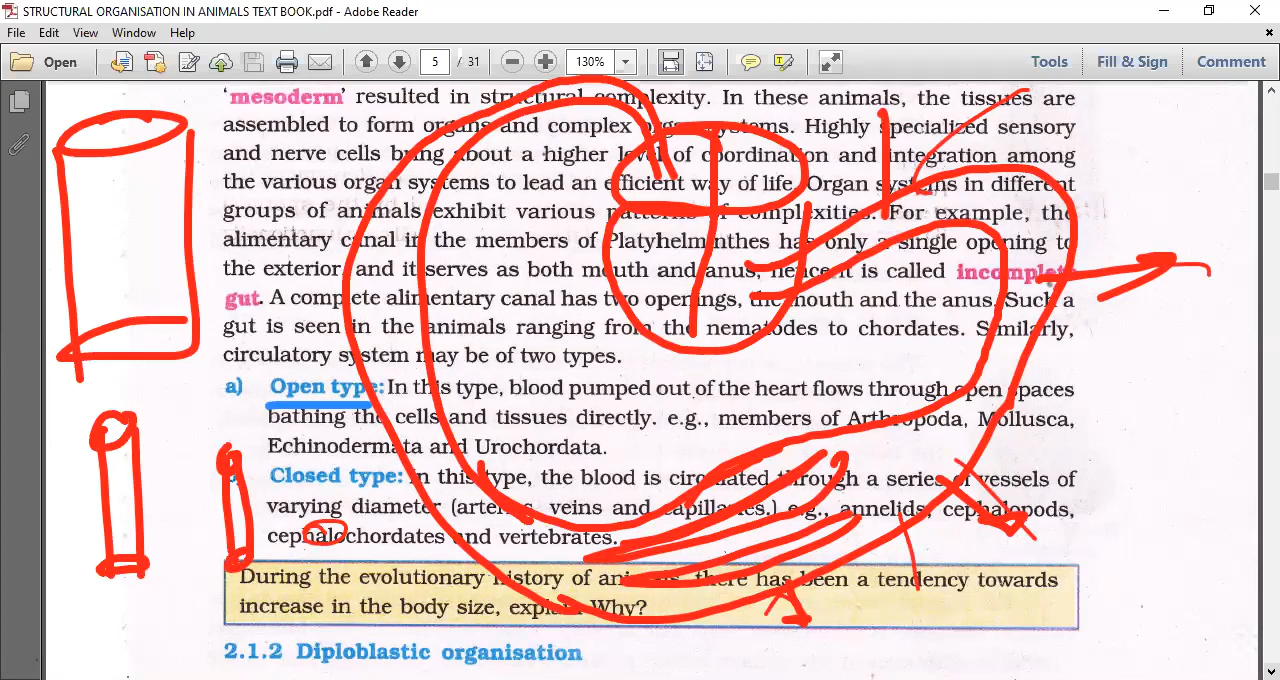 STRUCTURAL ORGANISATION IN ANIMALS TEXT BOOK.pdf - Adobe Reader
File Edit View Window Help
Open 5 / 31 130% Tools Fill & Sign Comment
'mesoderm' resulted in structural complexity. In these animals, the tissues are
assembled to form organs and complex organ systems. Highly specialized sensory
and nerve cells bring about a higher level of coordination and integration among
the various organ systems to lead an efficient way of life. Organ systems in different
groups of animals exhibit various patterns of complexities. For example, the
alimentary canal in the members of Platyhelminthes has only a single opening to
the exterior, and it serves as both mouth and anus, hence it is called incomplete
gut. A complete alimentary canal has two openings, the mouth and the anus. Such a
gut is seen in the animals ranging from the nematodes to chordates. Similarly,
circulatory system may be of two types.
a) Open type: In this type, blood pumped out of the heart flows through open spaces
bathing the cells and tissues directly. e.g., members of Arthropoda, Mollusca,
Echinodermata and Urochordata.
Closed type: In this type, the blood is circulated through a series of vessels of
varying diameter (arteries, veins and capillaries.) e.g., annelids, cephalopods,
cephalochordates and vertebrates.
During the evolutionary history of animals, there has been a tendency towards
increase in the body size, explain Why?
2.1.2 Diploblastic organisation